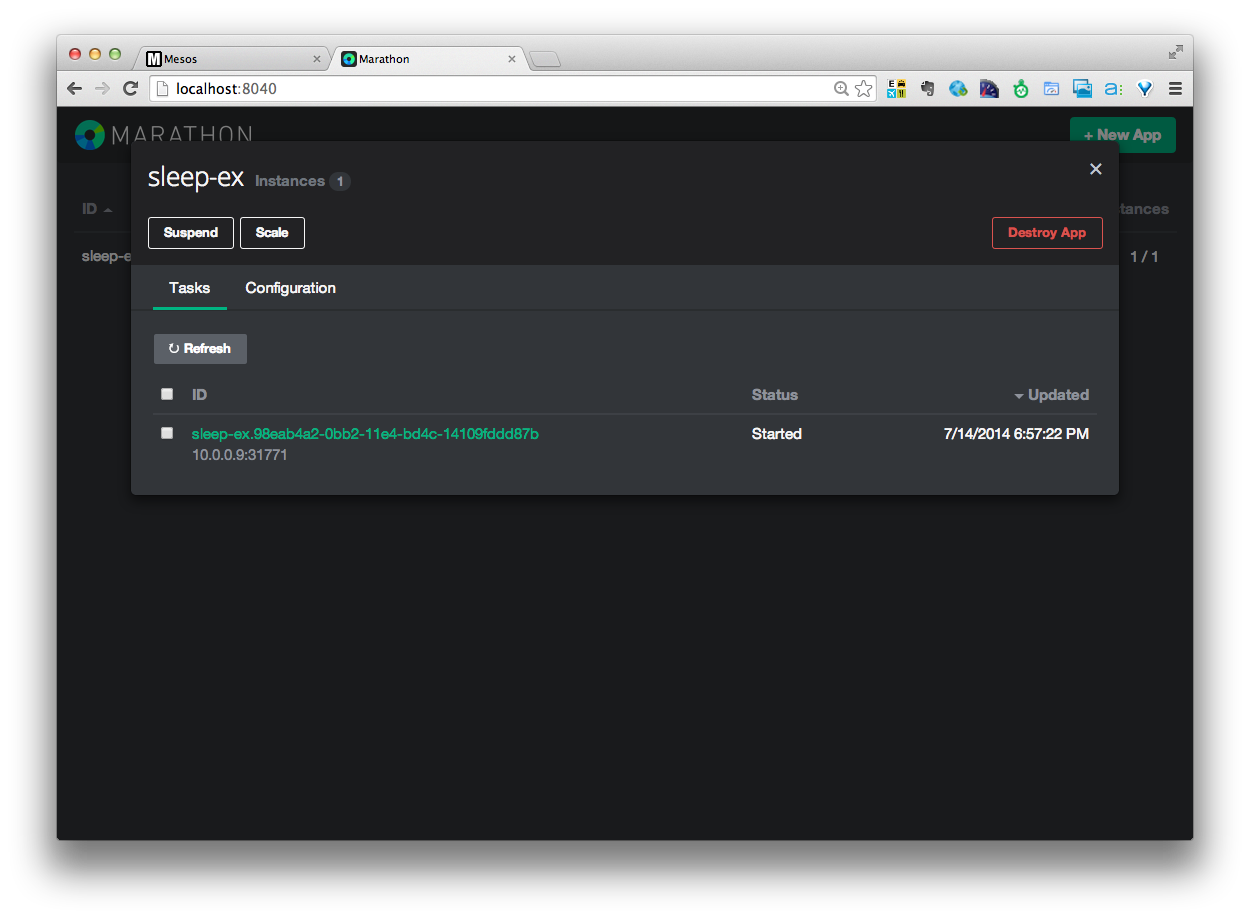 Mesos
Marathon
localhost:8040
MARATHON
+ New App
sleep-ex Instances 1
ID
Suspend
Scale
Destroy App
1 / 1
Tasks
Configuration
Refresh
ID
Status
Updated
sleep-ex.98eab4a2-0bb2-11e4-bd4c-14109fddd87b
Started
7/14/2014 6:57:22 PM
10.0.0.9:31771